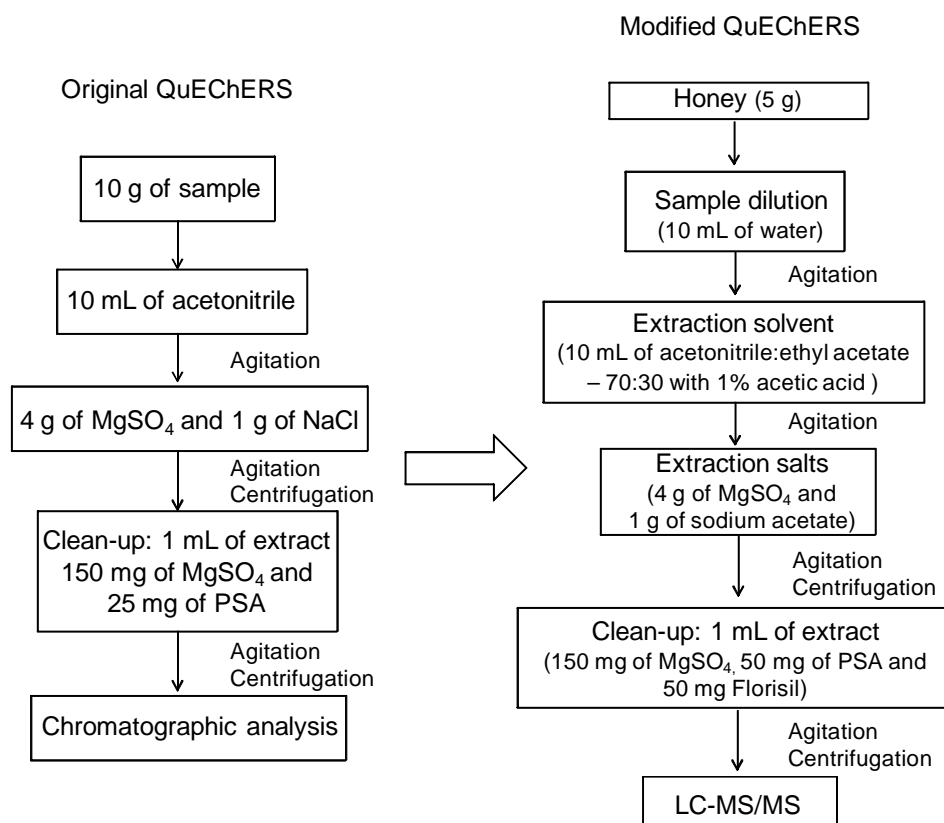 Original QuEChERS
10 g of sample
10 mL of acetonitrile
Agitation
4 g of MgSO₄ and 1 g of NaCl
Agitation
Centrifugation
Clean-up: 1 mL of extract
150 mg of MgSO₄ and
25 mg of PSA
Agitation
Centrifugation
Chromatographic analysis
Modified QuEChERS
Honey (5 g)
Sample dilution
(10 mL of water)
Agitation
Extraction solvent
(10 mL of acetonitrile:ethyl acetate
– 70:30 with 1% acetic acid )
Agitation
Extraction salts
(4 g of MgSO₄ and
1 g of sodium acetate)
Agitation
Centrifugation
Clean-up: 1 mL of extract
(150 mg of MgSO₄, 50 mg of PSA and
50 mg Florisil)
Agitation
Centrifugation
LC-MS/MS